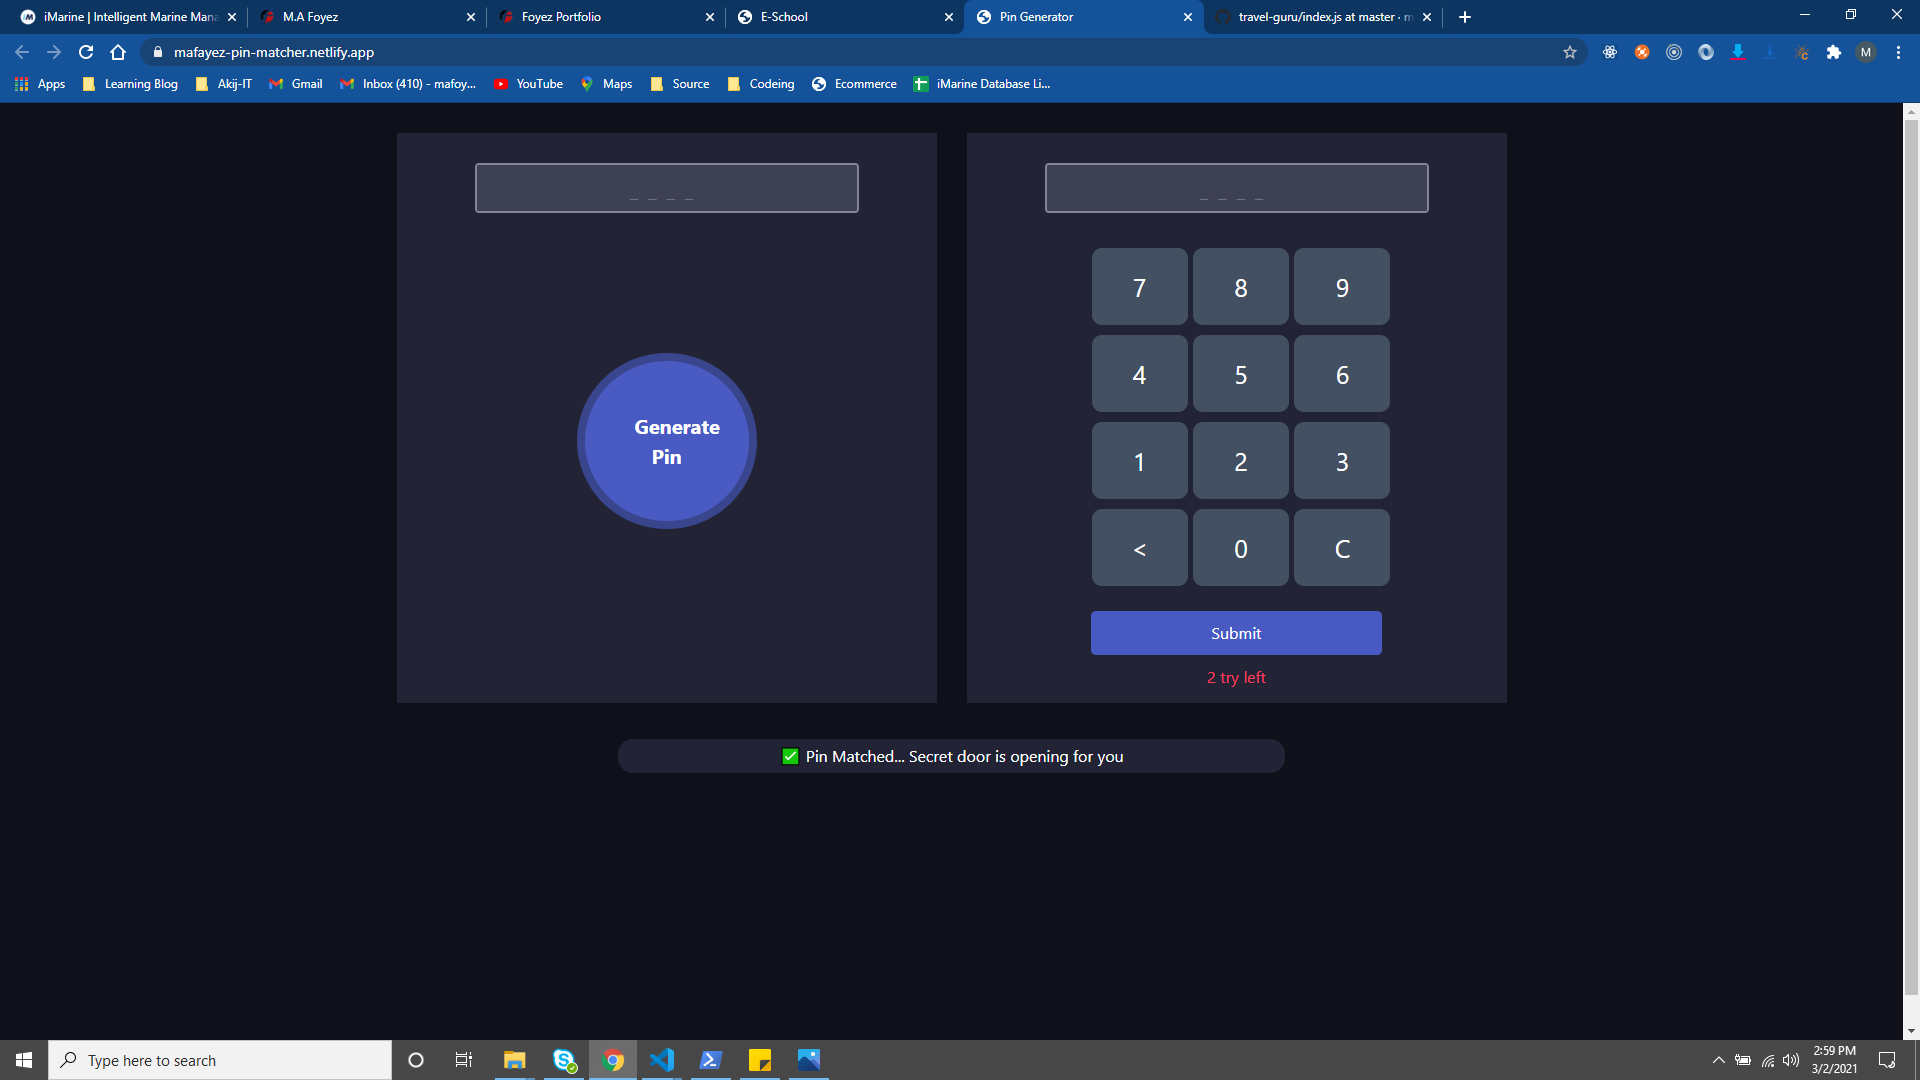 iMarine | Intelligent Marine Mana
M.A Foyez
Foyez Portfolio
E-School
Pin Generator
travel-guru/index.js at master · m
mafayez-pin-matcher.netlify.app
M
Apps
Learning Blog
Akij-IT
Gmail
Inbox (410) - mafoy...
YouTube
Maps
Source
Codeing
Ecommerce
iMarine Database Li...
_ _ _ _
Generate
Pin
_ _ _ _
7 8 9
4 5 6
1 2 3
< 0 C
Submit
2 try left
✅ Pin Matched... Secret door is opening for you
Type here to search
2:59 PM
3/2/2021